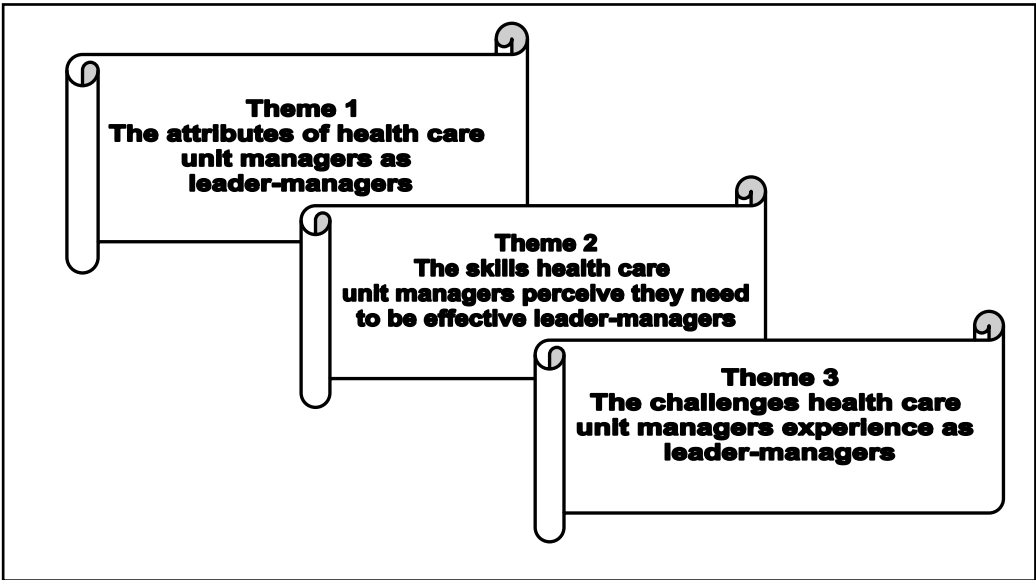 Theme 1
The attributes of health care
unit managers as
leader-managers
Theme 2
The skills health care
unit managers perceive they need
to be effective leader-managers
Theme 3
The challenges health care
unit managers experience as
leader-managers